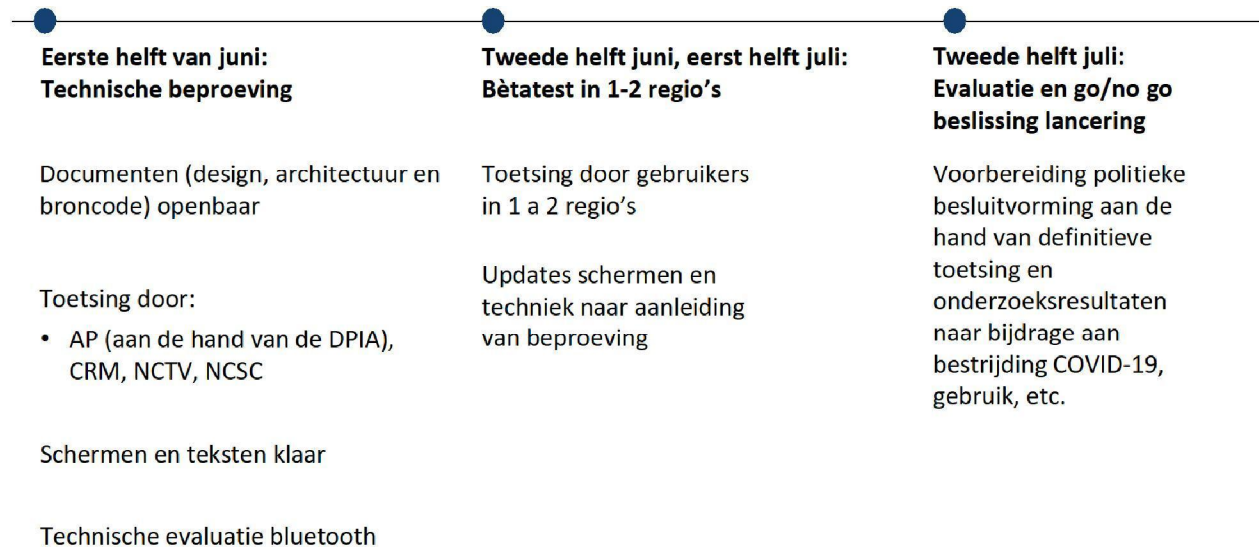 Eerste helft van juni:
Technische beproeving
Documenten (design, architectuur en
broncode) openbaar
Toetsing door:
• AP (aan de hand van de DPIA),
CRM, NCTV, NCSC
Schermen en teksten klaar
Technische evaluatie bluetooth
Tweede helft juni, eerst helft juli:
Bètatest in 1-2 regio's
Toetsing door gebruikers
in 1 a 2 regio's
Updates schermen en
techniek naar aanleiding
van beproeving
Tweede helft juli:
Evaluatie en go/no go
beslissing lancering
Voorbereiding politieke
besluitvorming aan de
hand van definitieve
toetsing en
onderzoeksresultaten
naar bijdrage aan
bestrijding COVID-19,
gebruik, etc.